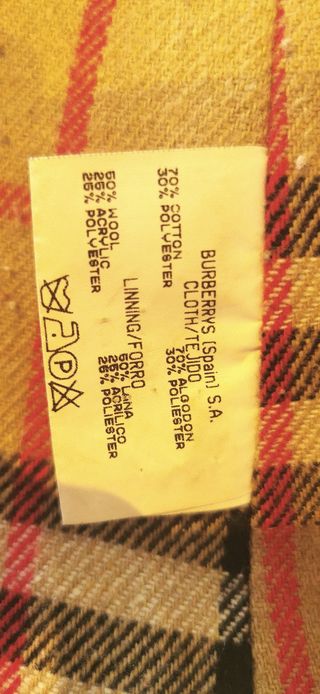 BURBERRYS (Spain) S.A.
CLOTH/TEJIDO
70% COTTON 70% ALGODON
30% POLYESTER 30% POLIESTER
LINNING/FORRO
50% WOOL 50% LANA
25% ACRYLIC 25% ACRILICO
25% POLYESTER 25% POLIESTER
P